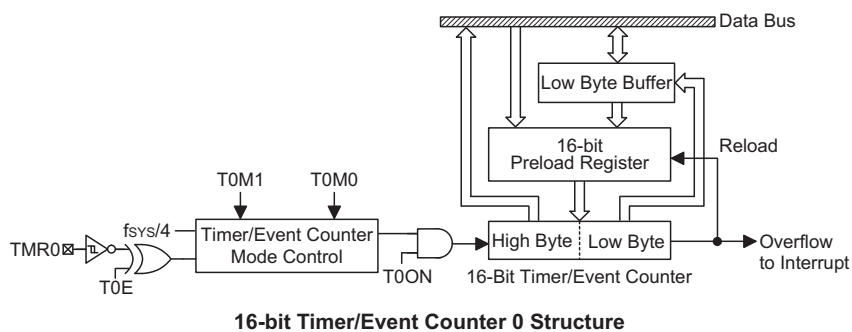 Data Bus
Low Byte Buffer
16-bit
Preload Register
Reload
T0M1
T0M0
fSYS/4
TMR0
Timer/Event Counter
Mode Control
High Byte
Low Byte
Overflow
to Interrupt
T0E
T0ON
16-Bit Timer/Event Counter
16-bit Timer/Event Counter 0 Structure